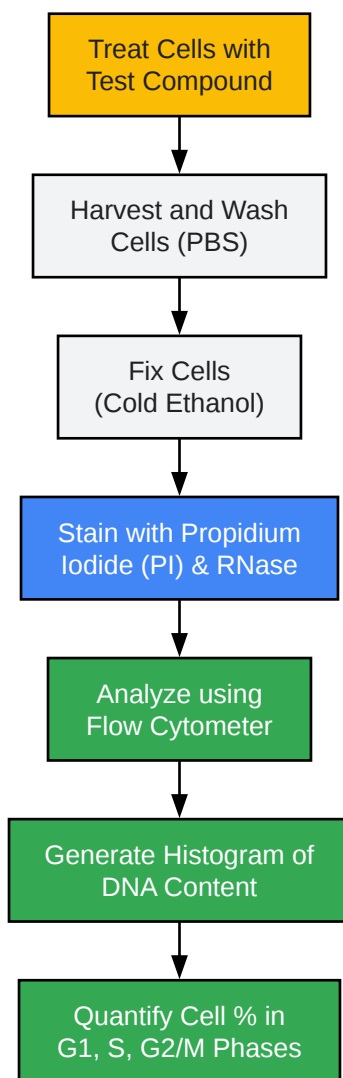 Treat Cells with
Test Compound
Harvest and Wash
Cells (PBS)
Fix Cells
(Cold Ethanol)
Stain with Propidium
Iodide (PI) & RNase
Analyze using
Flow Cytometer
Generate Histogram of
DNA Content
Quantify Cell % in
G1, S, G2/M Phases